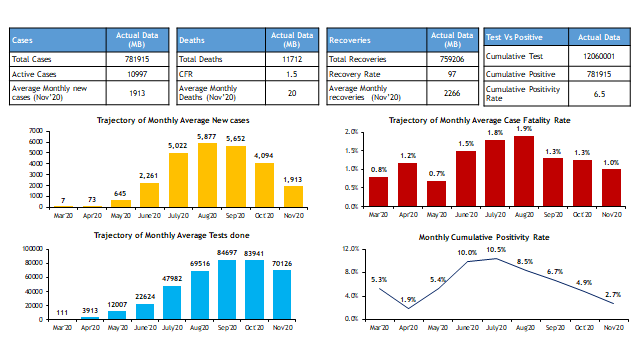 Cases Actual Data (MB)
Total Cases 781915
Active Cases 10997
Average Monthly new cases (Nov'20) 1913
Deaths Actual Data (MB)
Total Deaths 11712
CFR 1.5
Average Monthly Deaths (Nov'20) 20
Recoveries Actual Data (MB)
Total Recoveries 759206
Recovery Rate 97
Average Monthly recoveries (Nov'20) 2266
Test Vs Positive Actual Data
Cumulative Test 12060001
Cumulative Positive 781915
Cumulative Positivity Rate 6.5
Trajectory of Monthly Average New cases
7000
6000
5000
4000
3000
2000
1000
0
7 73 645 2,261 5,022 5,877 5,652 4,094 1,913
Mar'20 Apr'20 May'20 June'20 July'20 Aug'20 Sep'20 Oct'20 Nov'20
Trajectory of Monthly Average Case Fatality Rate
2.0%
1.5%
1.0%
0.5%
0.0%
0.8% 1.2% 0.7% 1.5% 1.8% 1.9% 1.3% 1.3% 1.0%
Mar'20 Apr'20 May'20 June'20 July'20 Aug'20 Sep'20 Oct'20 Nov'20
Trajectory of Monthly Average Tests done
100000
80000
60000
40000
20000
0
111 3913 12007 22624 47982 69516 84697 83941 70126
Mar'20 Apr'20 May'20 June'20 July'20 Aug'20 Sep'20 Oct'20 Nov'20
Monthly Cumulative Positivity Rate
12.0%
8.0%
4.0%
0.0%
5.3% 1.9% 5.4% 10.0% 10.5% 8.5% 6.7% 4.9% 2.7%
Mar'20 Apr'20 May'20 June'20 July'20 Aug'20 Sep'20 Oct'20 Nov'20